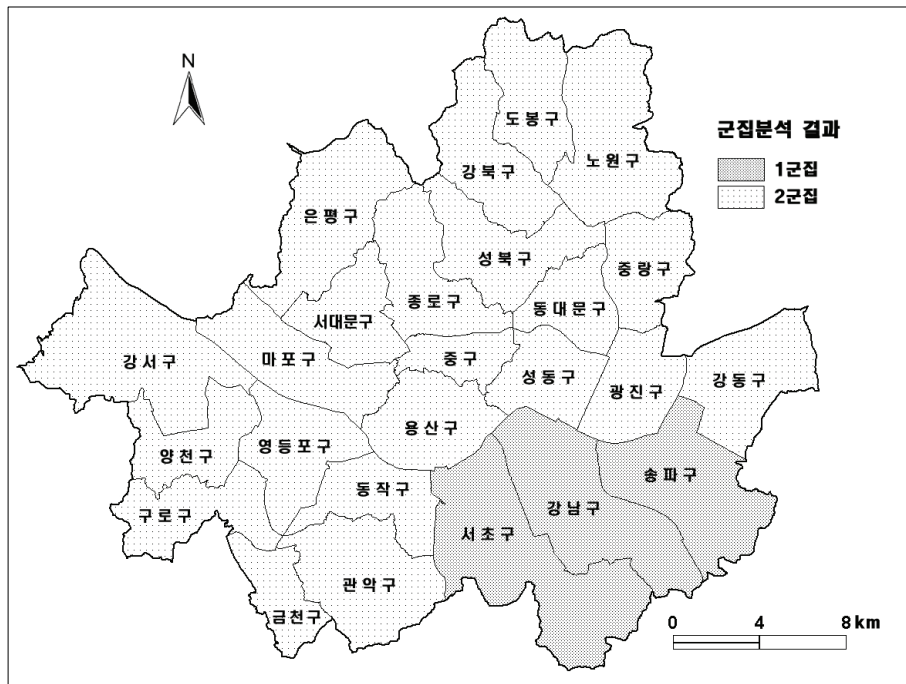 N
도봉구
노원구
강북구
군집분석 결과
1군집
2군집
은평구
성북구
중랑구
종로구
동대문구
서대문구
강서구
마포구
중구
성동구
광진구
강동구
용산구
양천구
영등포구
송파구
동작구
강남구
구로구
서초구
관악구
금천구
0 4 8 km